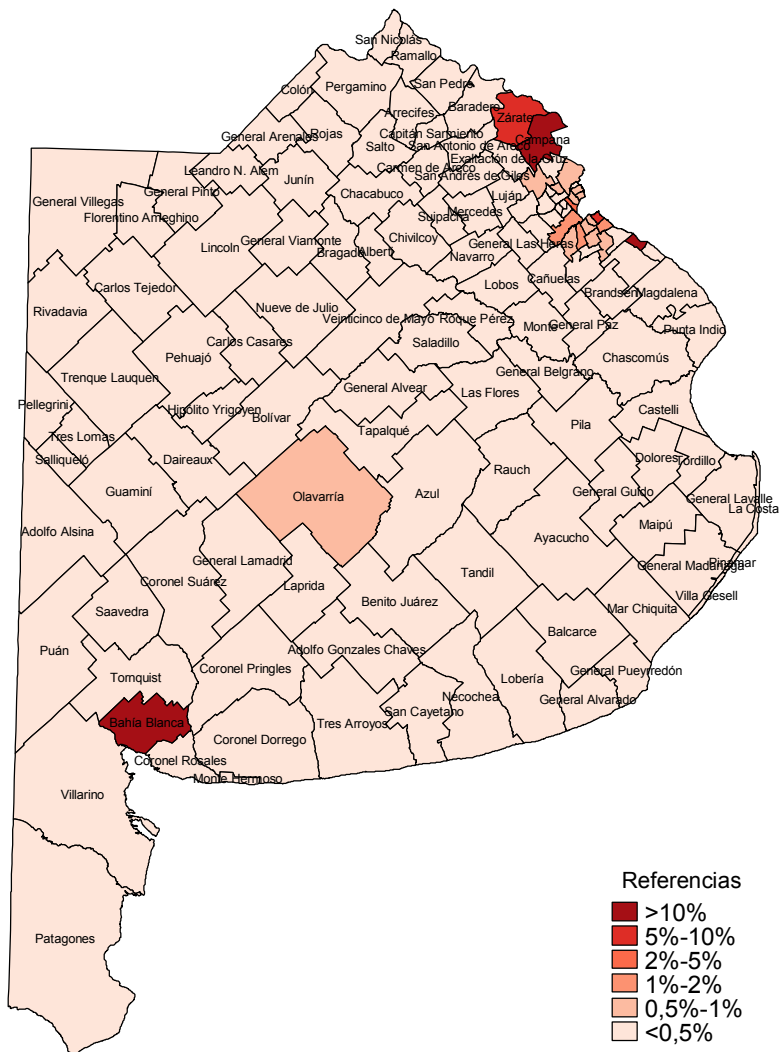 San Nicolás
Ramallo
Colón
Pergamino
San Pedro
Arrecifes
Baradero
Zárate
General Arenales
Rojas
Capitán Sarmiento
Salto
San Antonio de Areco
Campana
Exaltación de la Cruz
Leandro N. Alem
Carmen de Areco
San Andrés de Giles
General Villegas
General Pinto
Junín
Chacabuco
Luján
Florentino Ameghino
Suipacha
Mercedes
Lincoln
General Viamonte
Bragado
Alberti
Chivilcoy
General Las Heras
Navarro
Carlos Tejedor
Lobos
Cañuelas
Rivadavia
Nueve de Julio
Brandsen
Magdalena
Veinticinco de Mayo
Roque Pérez
Monte
General Paz
Punta Indio
Carlos Casares
Saladillo
Pehuajó
Chascomús
Trenque Lauquen
General Belgrano
General Alvear
Las Flores
Pellegrini
Hipólito Yrigoyen
Bolívar
Castelli
Tres Lomas
Tapalqué
Pila
Salliqueló
Daireaux
Dolores
Tordillo
Guaminí
Olavarría
Azul
Rauch
General Guido
General Lavalle
La Costa
Adolfo Alsina
Maipú
Ayacucho
General Lamadrid
General Madariaga
Pinamar
Coronel Suárez
Laprida
Tandil
Saavedra
Benito Juárez
Mar Chiquita
Villa Gesell
Puán
Balcarce
Adolfo Gonzales Chaves
Tornquist
Coronel Pringles
General Pueyrredón
Lobería
Necochea
General Alvarado
San Cayetano
Bahía Blanca
Tres Arroyos
Coronel Dorrego
Coronel Rosales
Monte Hermoso
Villarino
Patagones
Referencias
>10%
5%-10%
2%-5%
1%-2%
0,5%-1%
<0,5%